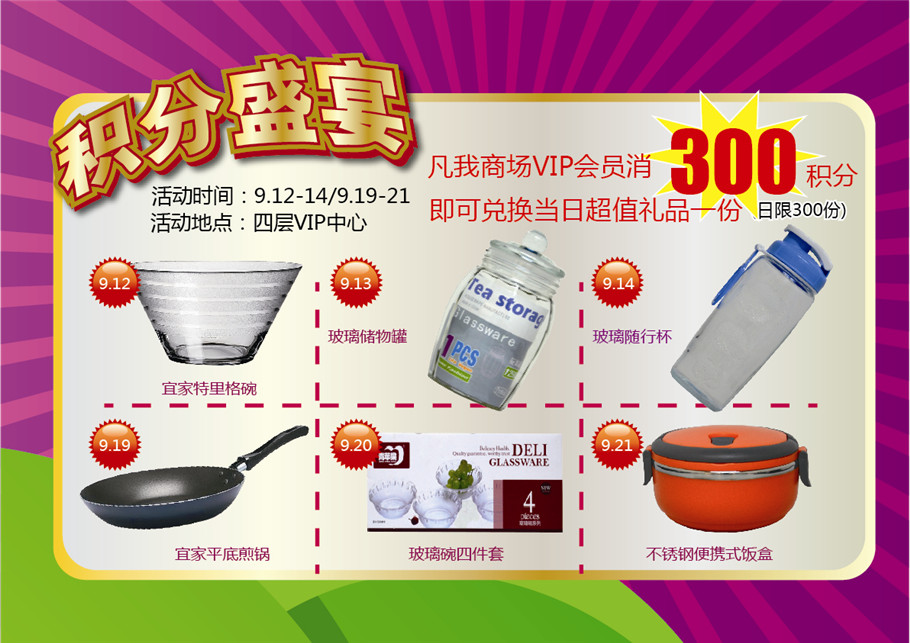 积分盛宴
凡我商场VIP会员消300积分
即可兑换当日超值礼品一份 (日限300份)
活动时间：9.12-14/9.19-21
活动地点：四层VIP中心
9.12
宜家特里格碗
9.13
玻璃储物罐
Tea storag
Glassware
1PCS
9.14
玻璃随行杯
9.19
宜家平底煎锅
9.20
DELI
GLASSWARE
4
pieces
玻璃碗四件套
9.21
不锈钢便携式饭盒